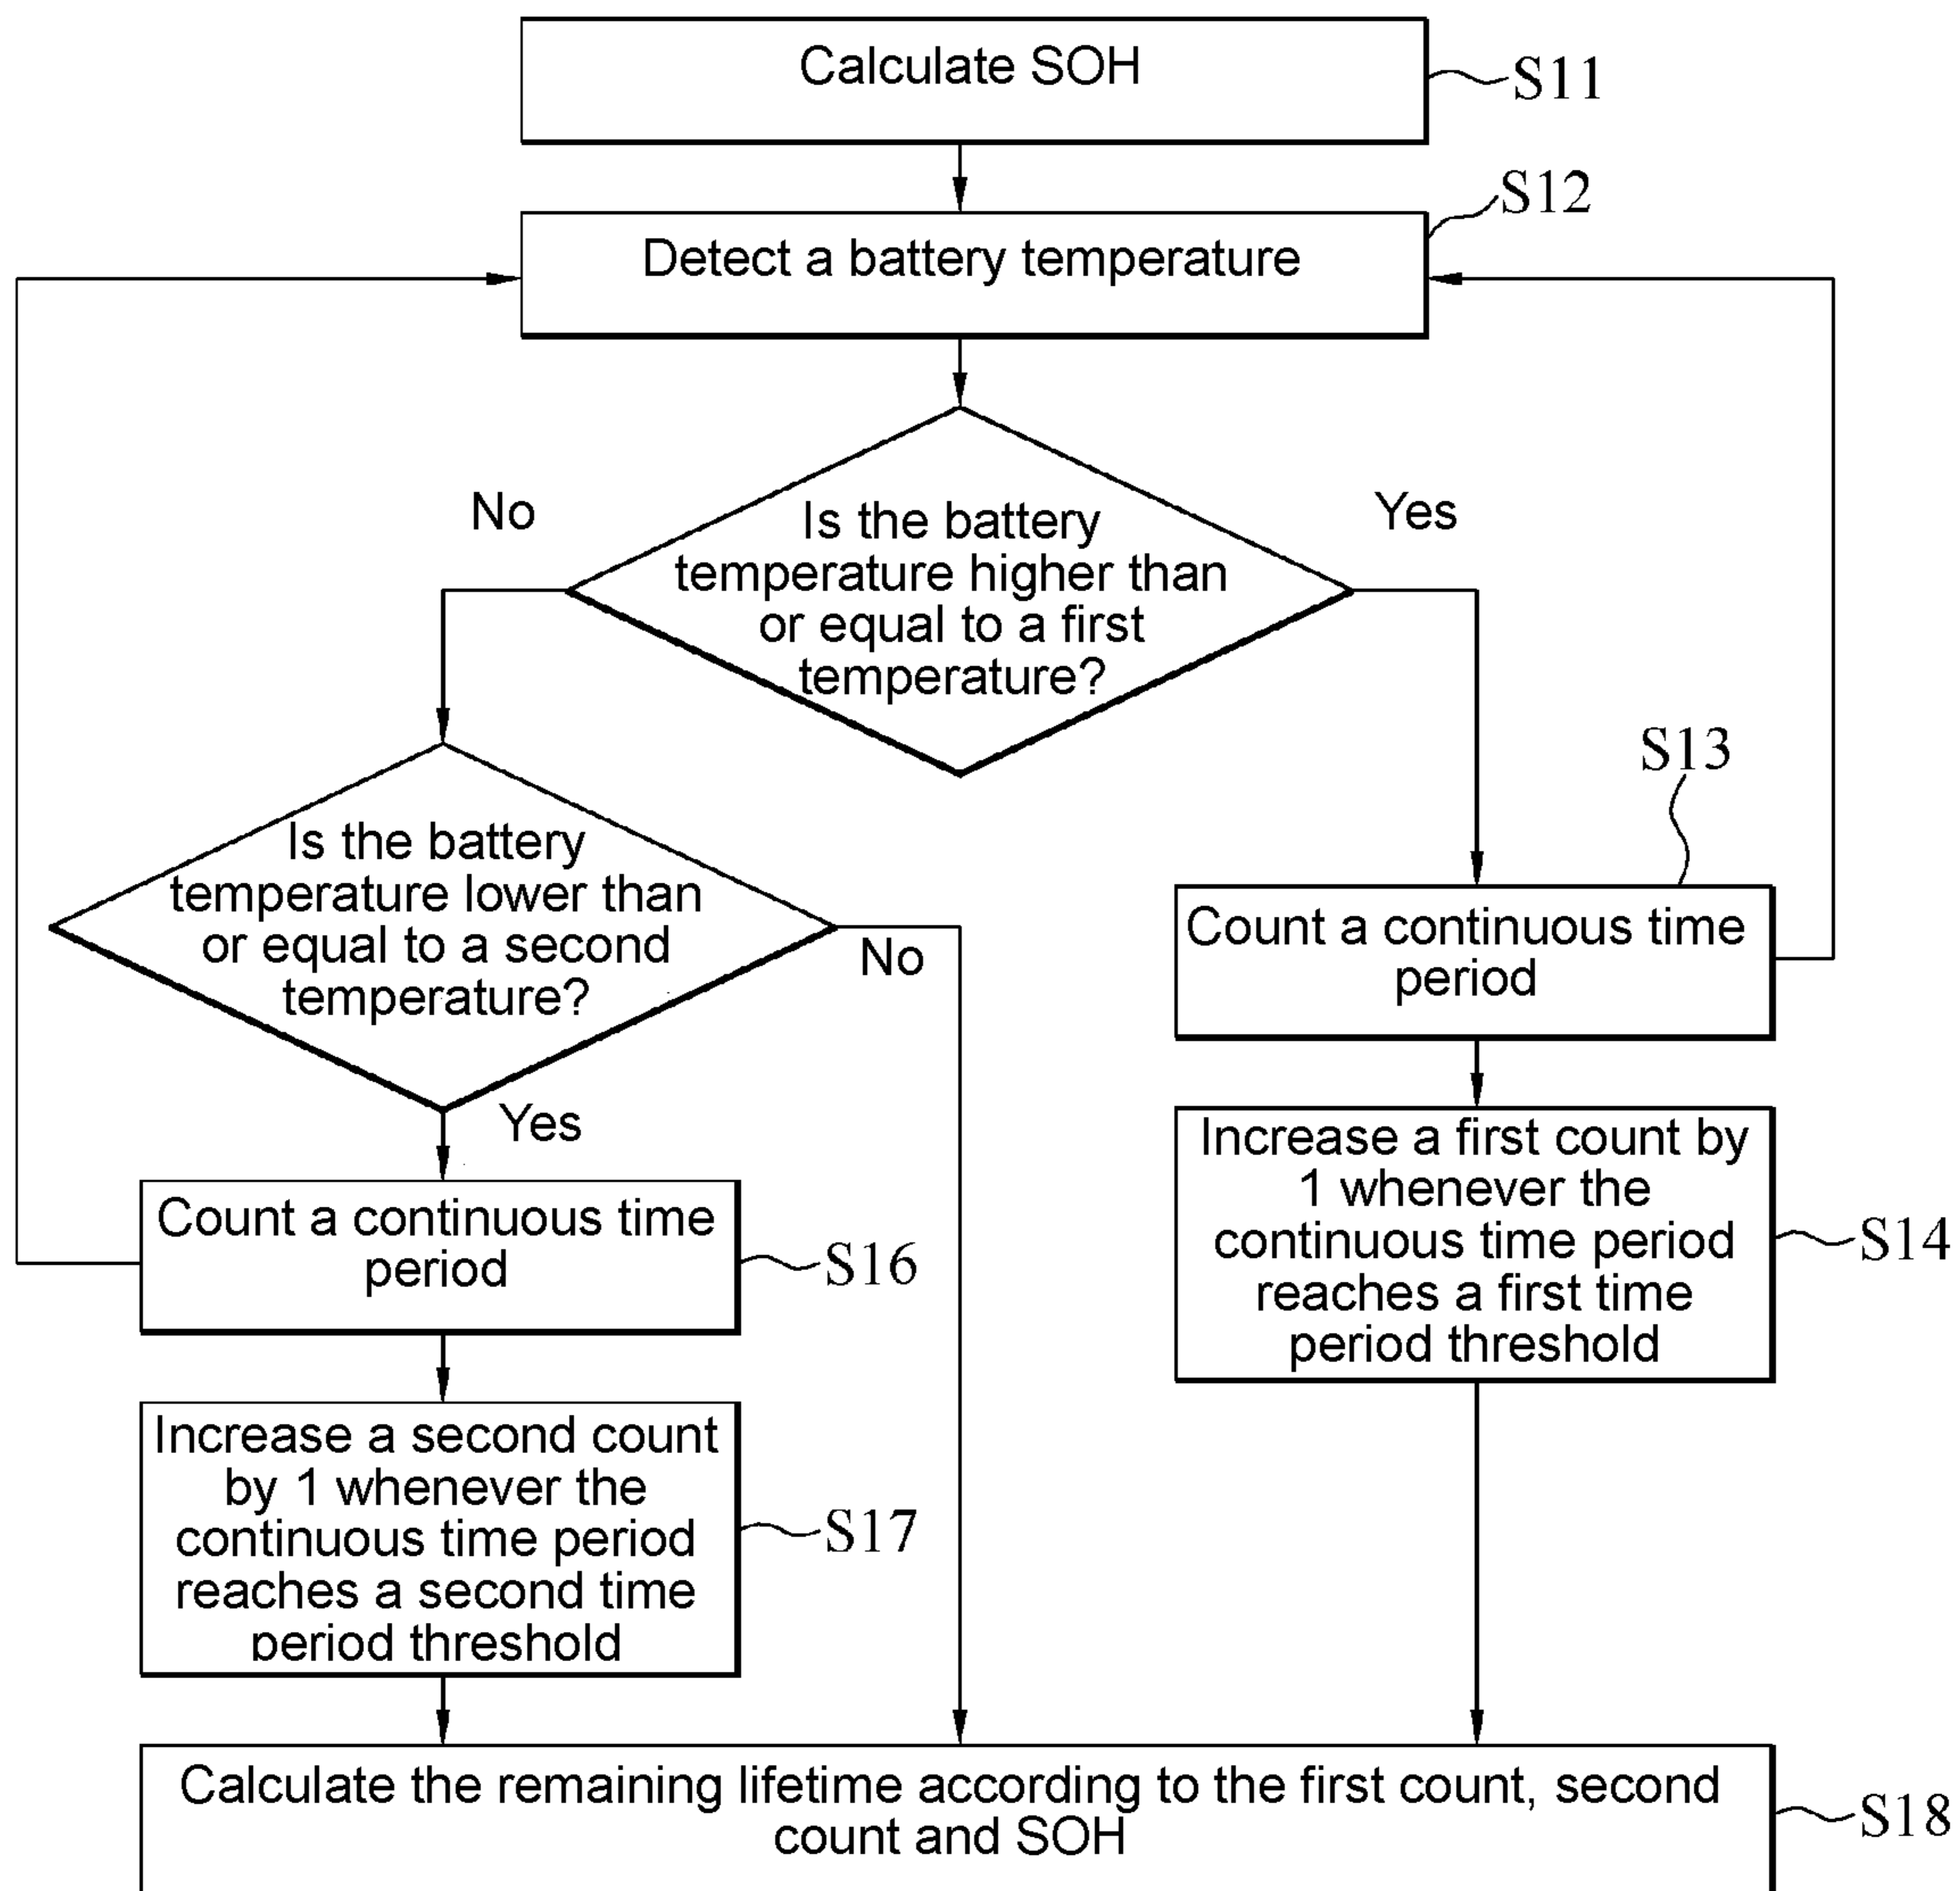 Calculate SOH
S11
S12
Detect a battery temperature
No
Yes
Is the battery
temperature higher than
or equal to a first
temperature?
S13
Is the battery
temperature lower than
or equal to a second
temperature?
No
Count a continuous time
period
Yes
Increase a first count by
1 whenever the
continuous time period
reaches a first time
period threshold
S14
Count a continuous time
period
S16
Increase a second count
by 1 whenever the
continuous time period
reaches a second time
period threshold
S17
Calculate the remaining lifetime according to the first count, second
count and SOH
S18